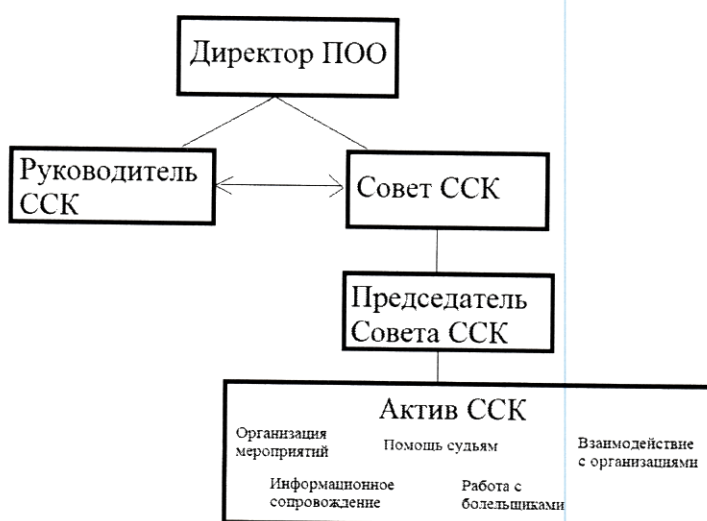 Директор ПОО
Руководитель
ССК
Совет ССК
Председатель
Совета ССК
Актив ССК
Организация
мероприятий
Помощь судьям
Взаимодействие
с организациями
Информационное
сопровождение
Работа с
болельщиками